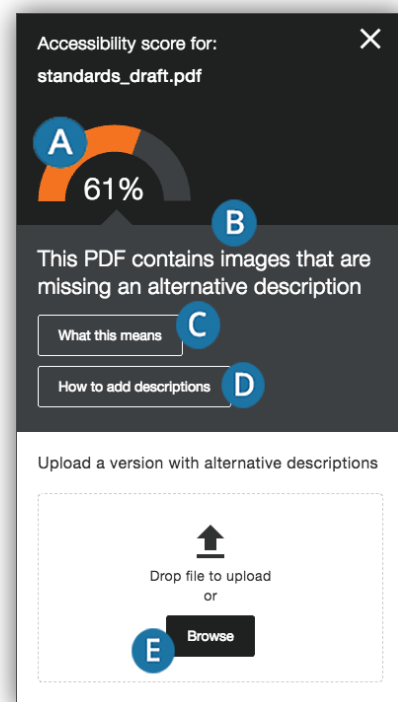 Accessibility score for:
standards_draft.pdf
A
61%
B
This PDF contains images that are
missing an alternative description
What this means
C
How to add descriptions
D
Upload a version with alternative descriptions
Drop file to upload
or
Browse
E